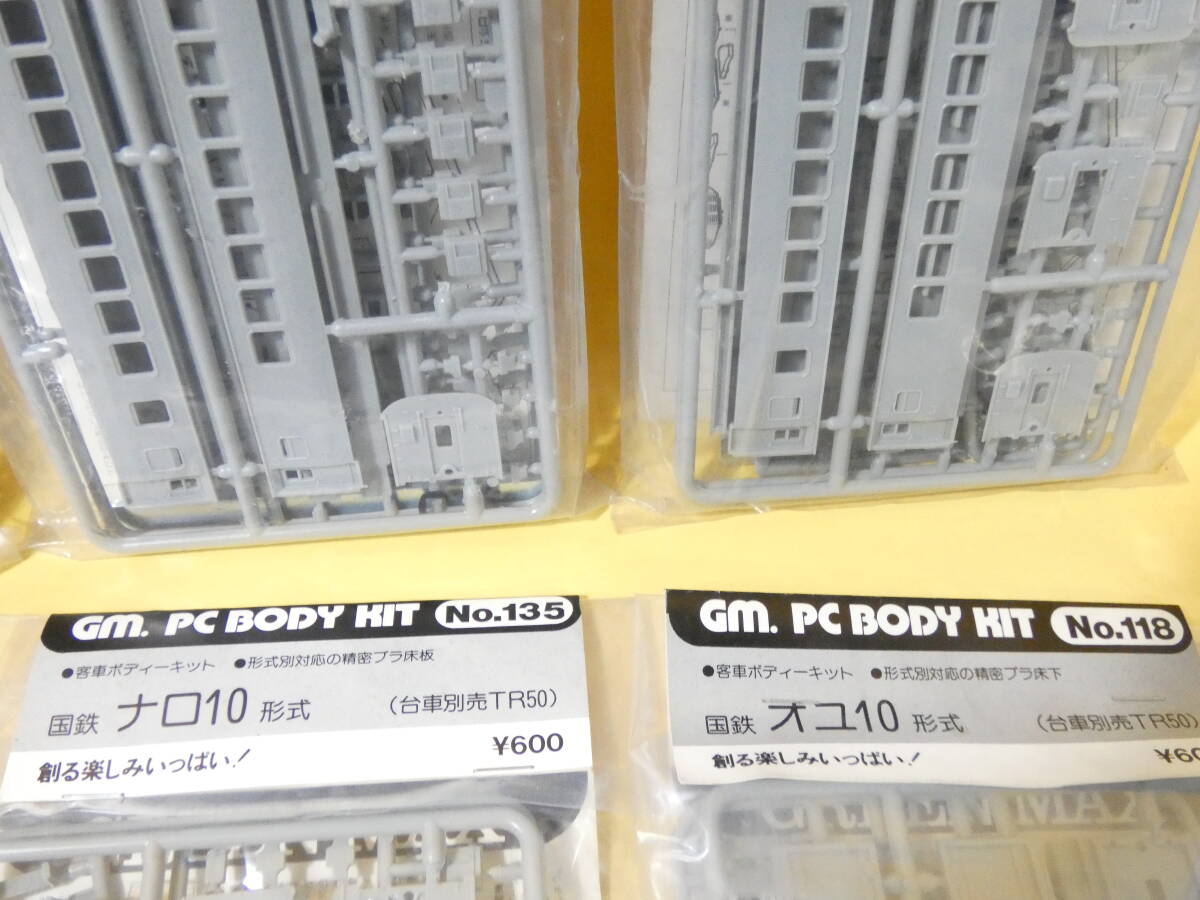 GM. PC BODY KIT No.135
●客車ボディーキット ●形式別対応の精密プラ床板
国鉄 ナロ10 形式 (台車別売TR50)
¥600
創る楽しみいっぱい!
GM. PC BODY KIT No.118
●客車ボディーキット ●形式別対応の精密プラ床下
国鉄 オユ10 形式 (台車別売TR50)
創る楽しみいっぱい!
GREENMAX